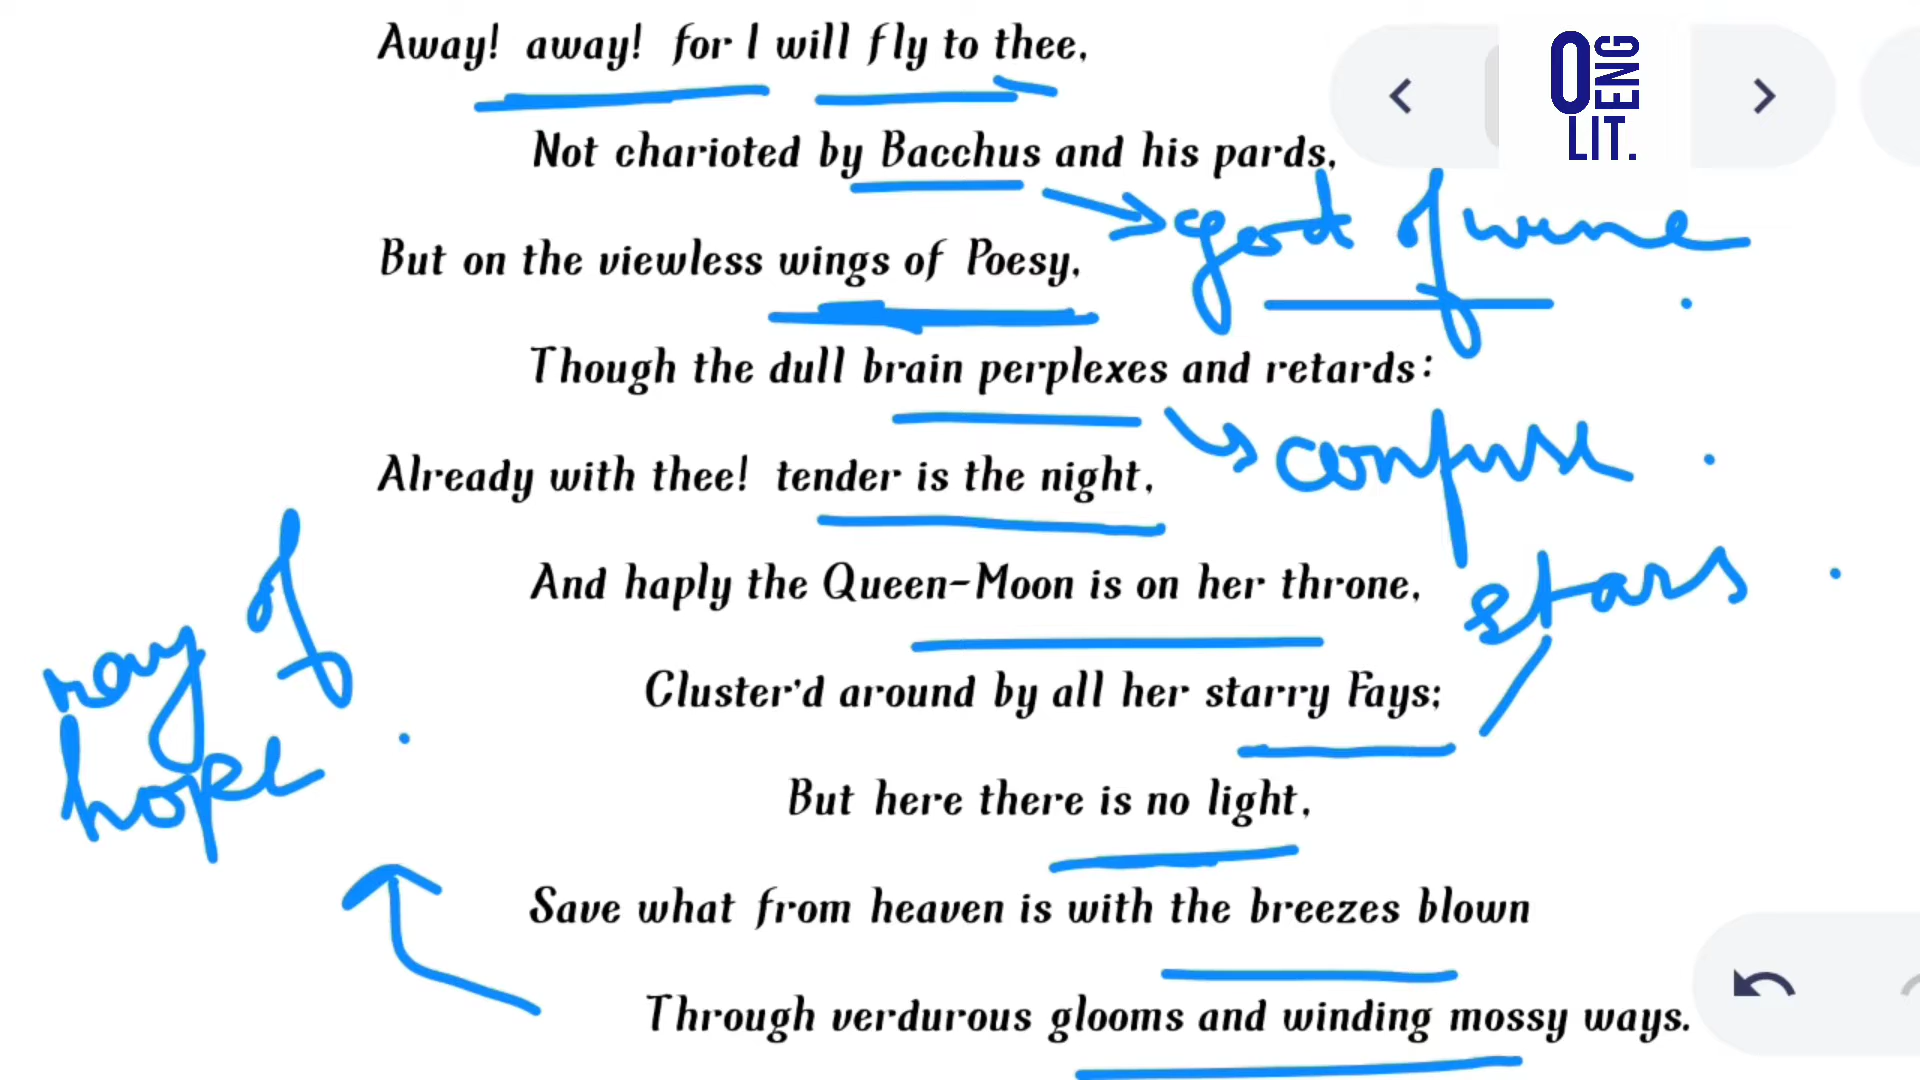 Away! away! for I will fly to thee,
O ENG LIT.
Not charioted by Bacchus and his pards,
god of wine
But on the viewless wings of Poesy,
Though the dull brain perplexes and retards:
confuse
Already with thee! tender is the night,
And haply the Queen-Moon is on her throne,
stars
Cluster'd around by all her starry Fays;
ray of
hope
But here there is no light,
Save what from heaven is with the breezes blown
Through verdurous glooms and winding mossy ways.